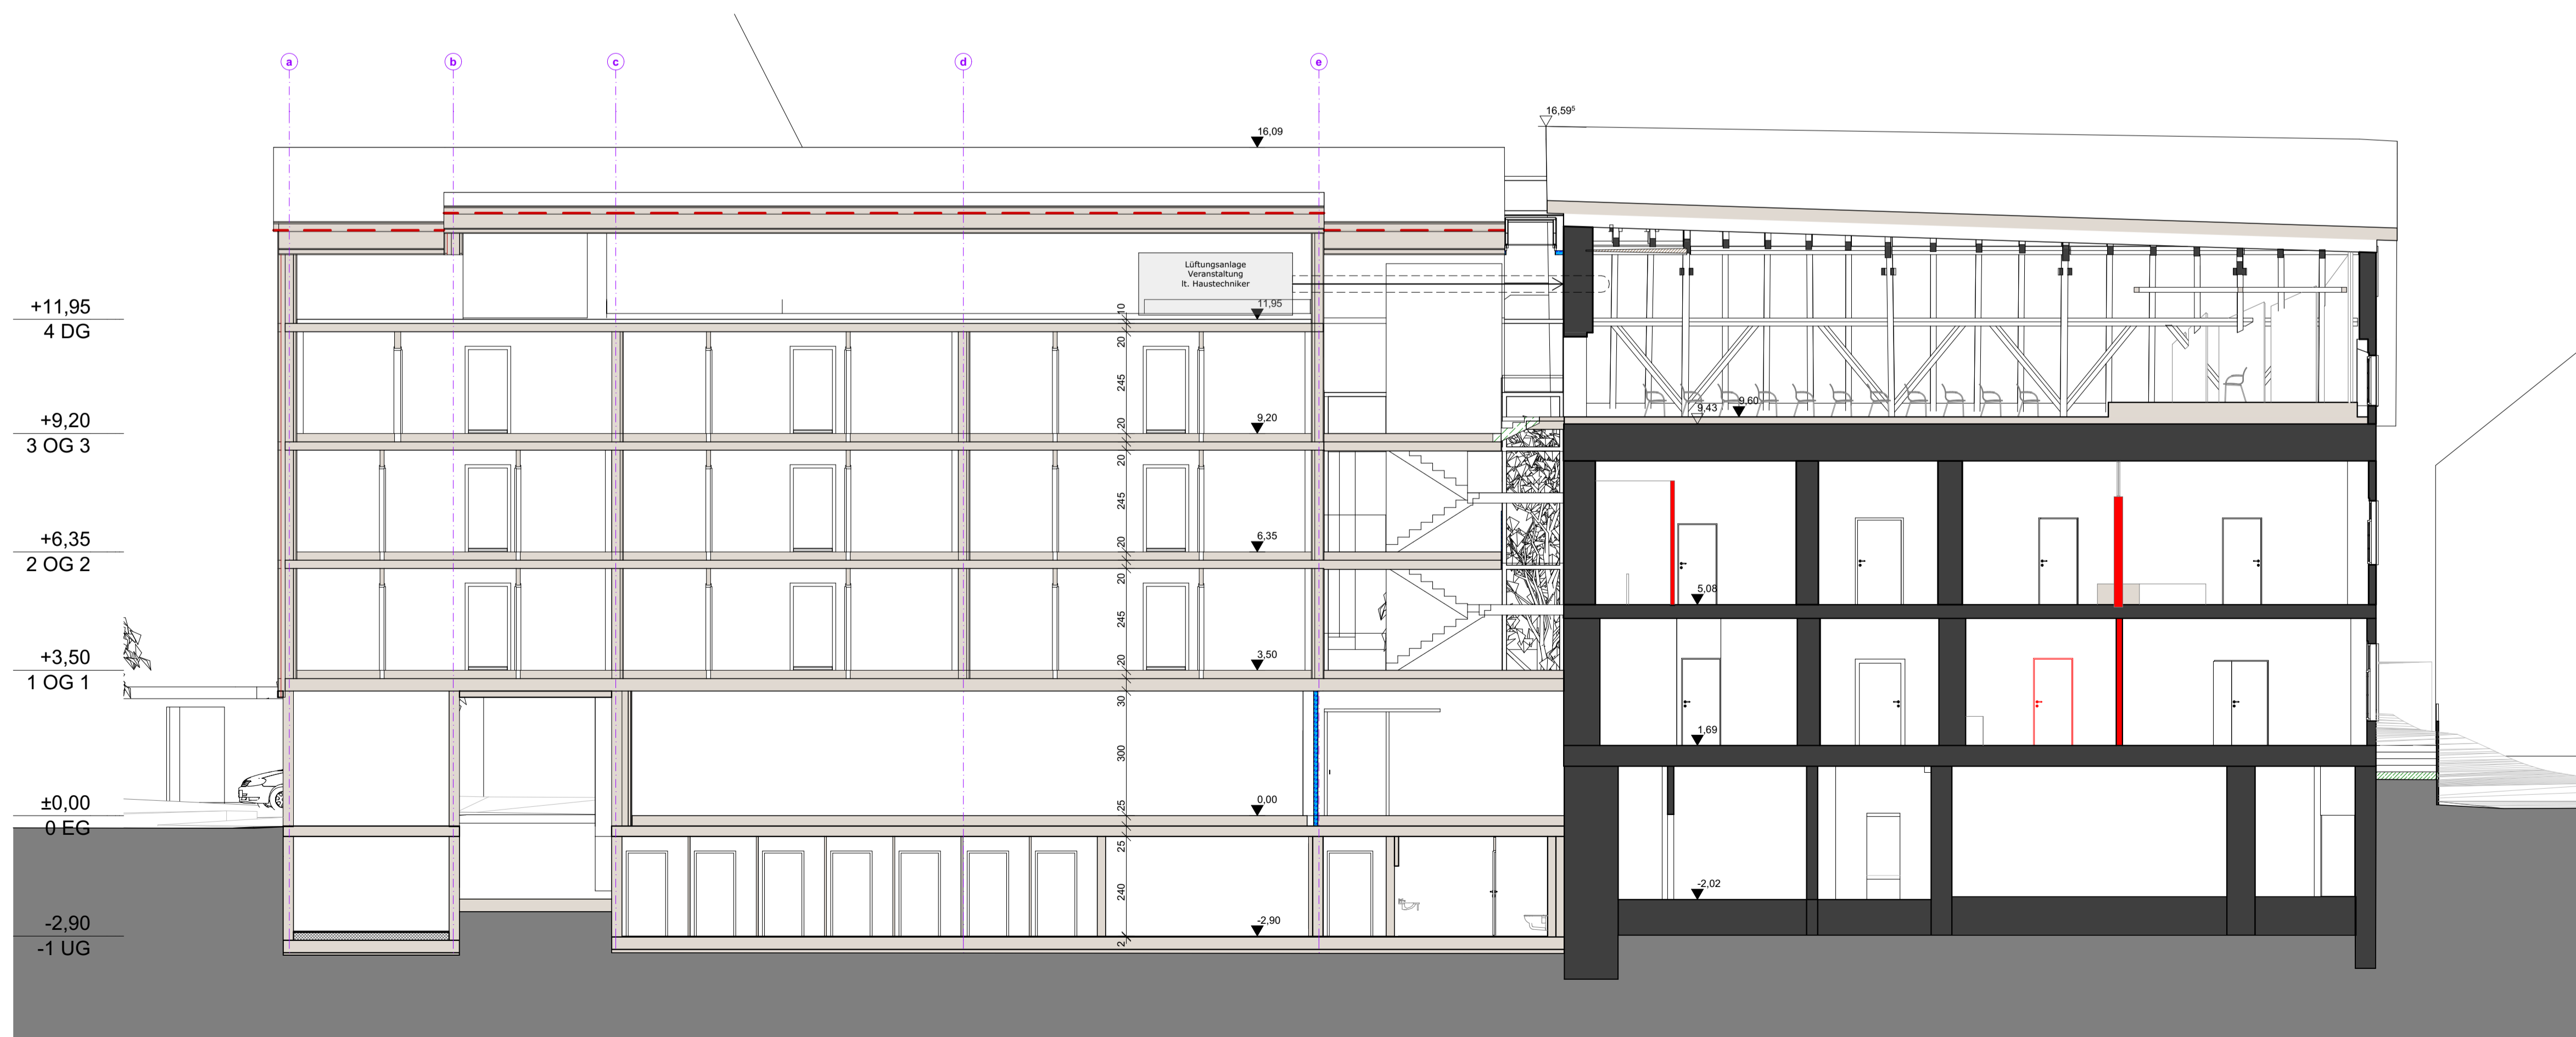 a
b
c
d
e
16,09
16,59⁵
Lüftungsanlage
Veranstaltung
lt. Haustechniker
+11,95
4 DG
11,95
10
20
245
+9,20
3 OG 3
20
9,20
9,43
9,60
20
245
+6,35
2 OG 2
20
6,35
5,08
20
245
+3,50
1 OG 1
20
3,50
30
1,69
300
±0,00
0 EG
25
0,00
25
240
-2,02
-2,90
-1 UG
-2,90
2